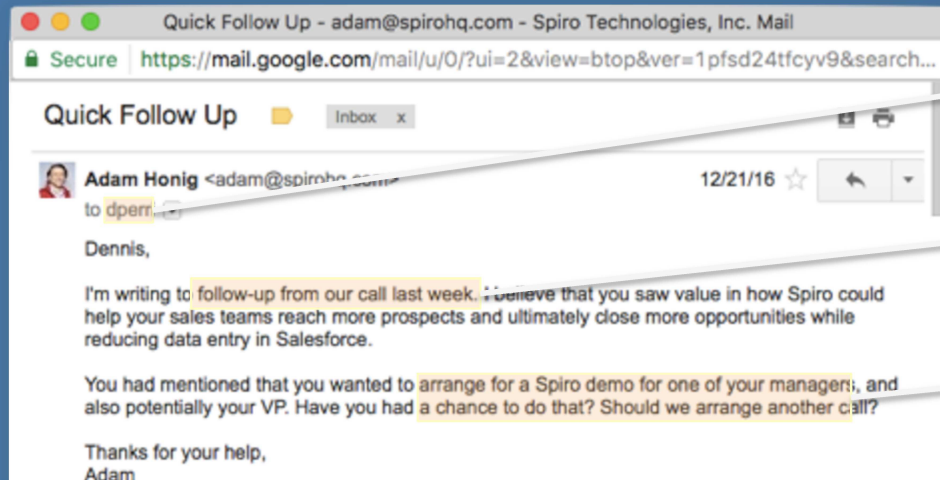 Quick Follow Up - adam@spirohq.com - Spiro Technologies, Inc. Mail
Secure https://mail.google.com/mail/u/0/?ui=2&view=btop&ver=1pfsd24tfcyv9&search...
Quick Follow Up Inbox x
Adam Honig <adam@spirohq.com> 12/21/16
to dperri
Dennis,
I'm writing to follow-up from our call last week. I believe that you saw value in how Spiro could
help your sales teams reach more prospects and ultimately close more opportunities while
reducing data entry in Salesforce.
You had mentioned that you wanted to arrange for a Spiro demo for one of your managers, and
also potentially your VP. Have you had a chance to do that? Should we arrange another call?
Thanks for your help,
Adam